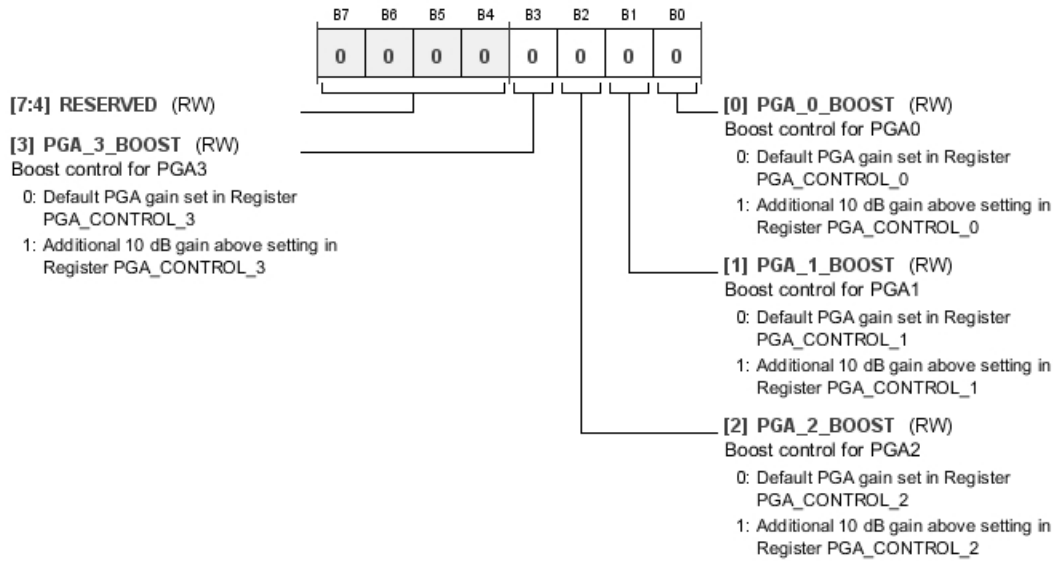 B7 B6 B5 B4 B3 B2 B1 B0
0 0 0 0 0 0 0 0
[7:4] RESERVED (RW)
[3] PGA_3_BOOST (RW)
Boost control for PGA3
0: Default PGA gain set in Register
PGA_CONTROL_3
1: Additional 10 dB gain above setting in
Register PGA_CONTROL_3
[0] PGA_0_BOOST (RW)
Boost control for PGA0
0: Default PGA gain set in Register
PGA_CONTROL_0
1: Additional 10 dB gain above setting in
Register PGA_CONTROL_0
[1] PGA_1_BOOST (RW)
Boost control for PGA1
0: Default PGA gain set in Register
PGA_CONTROL_1
1: Additional 10 dB gain above setting in
Register PGA_CONTROL_1
[2] PGA_2_BOOST (RW)
Boost control for PGA2
0: Default PGA gain set in Register
PGA_CONTROL_2
1: Additional 10 dB gain above setting in
Register PGA_CONTROL_2